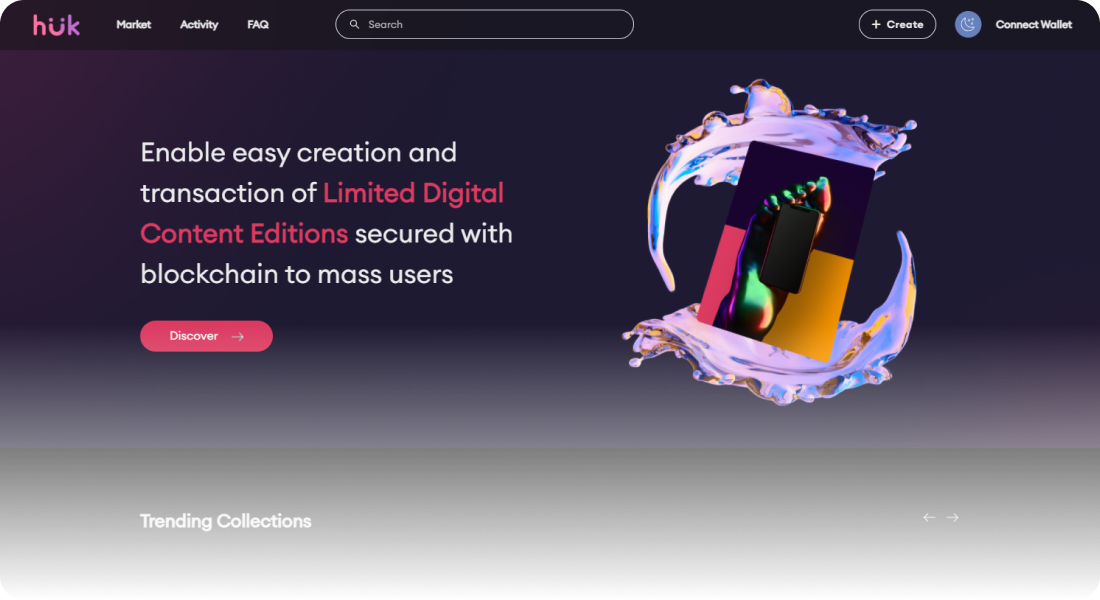 hük
Market
Activity
FAQ
Search
+ Create
Connect Wallet
Enable easy creation and
transaction of Limited Digital
Content Editions secured with
blockchain to mass users
Discover →
Trending Collections
← →